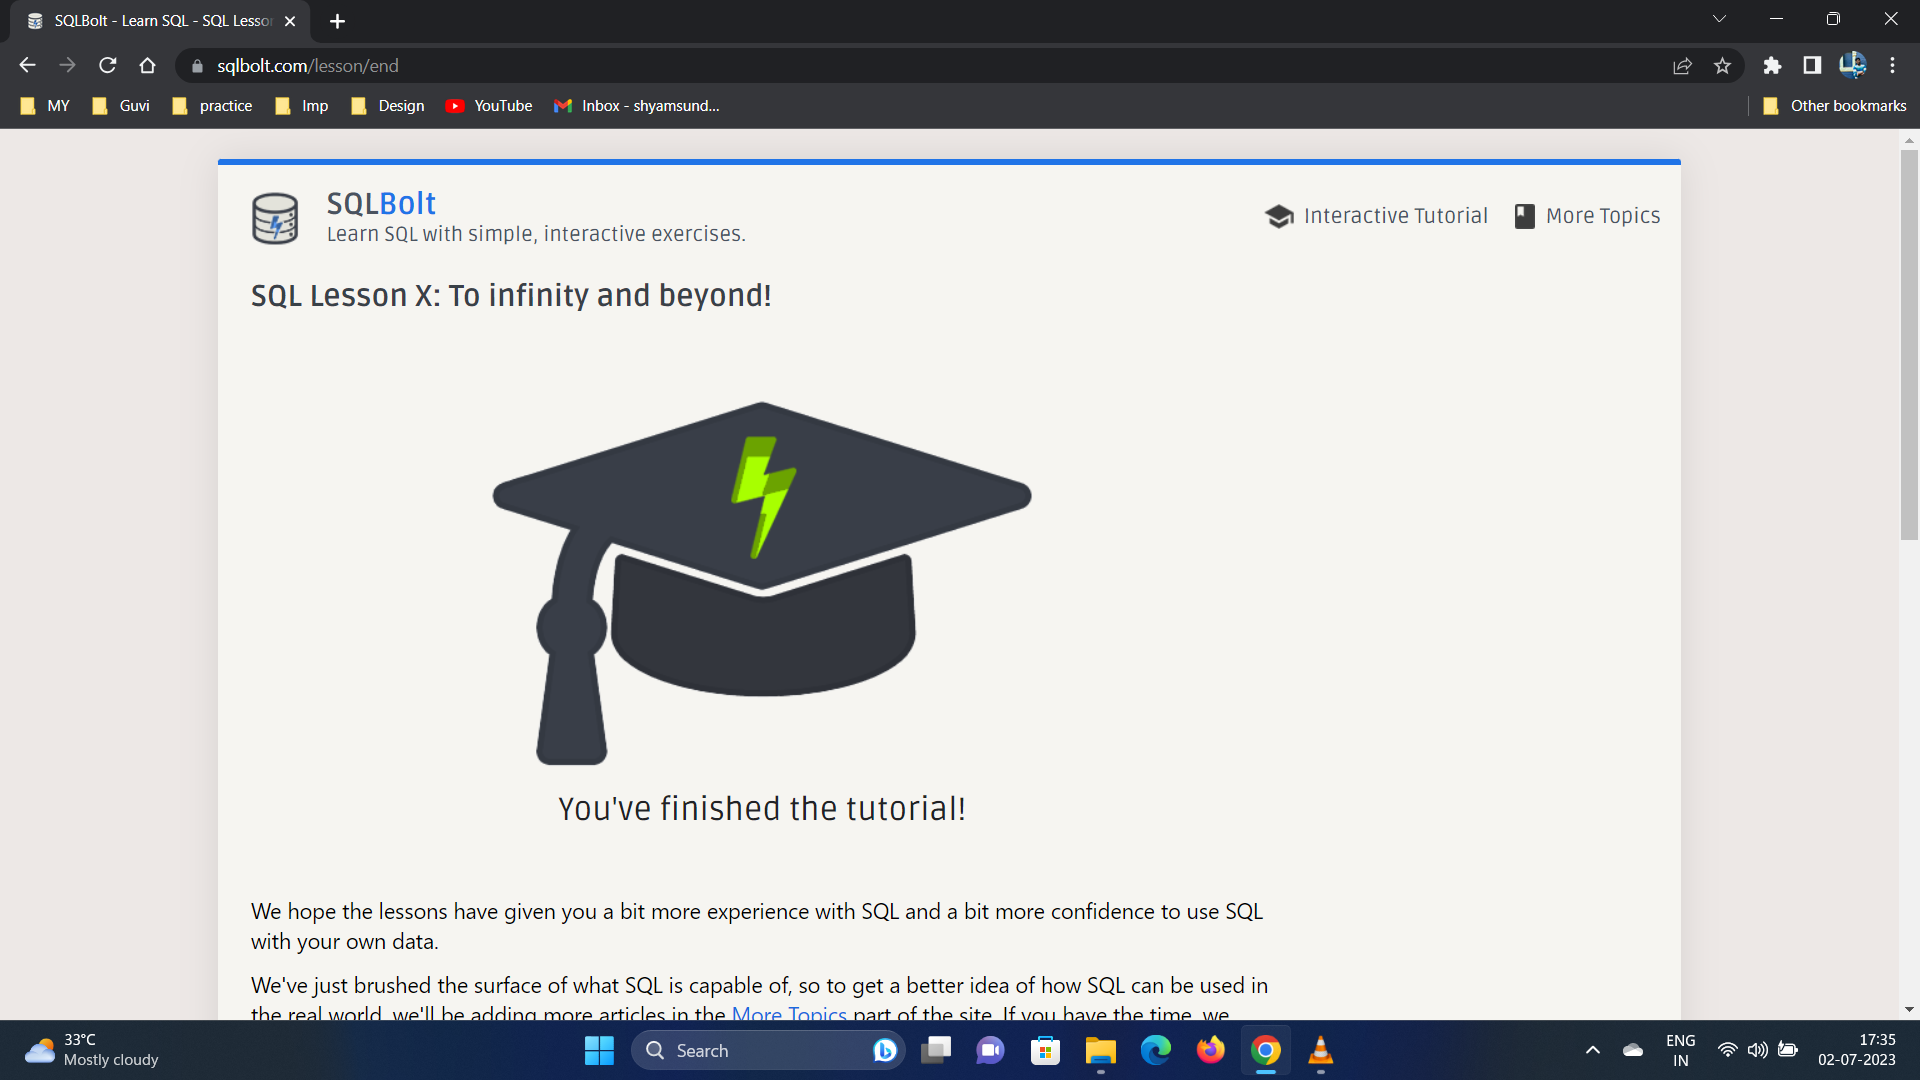 SQLBolt - Learn SQL - SQL Lesso
sqlbolt.com/lesson/end
MY Guvi practice Imp Design YouTube Inbox - shyamsund... Other bookmarks
SQLBolt
Learn SQL with simple, interactive exercises.
Interactive Tutorial More Topics
SQL Lesson X: To infinity and beyond!
You've finished the tutorial!
We hope the lessons have given you a bit more experience with SQL and a bit more confidence to use SQL
with your own data.
We've just brushed the surface of what SQL is capable of, so to get a better idea of how SQL can be used in
the real world, we'll be adding more articles in the More Topics part of the site. If you have the time, we
33°C
Mostly cloudy
Search
ENG
IN
17:35
02-07-2023